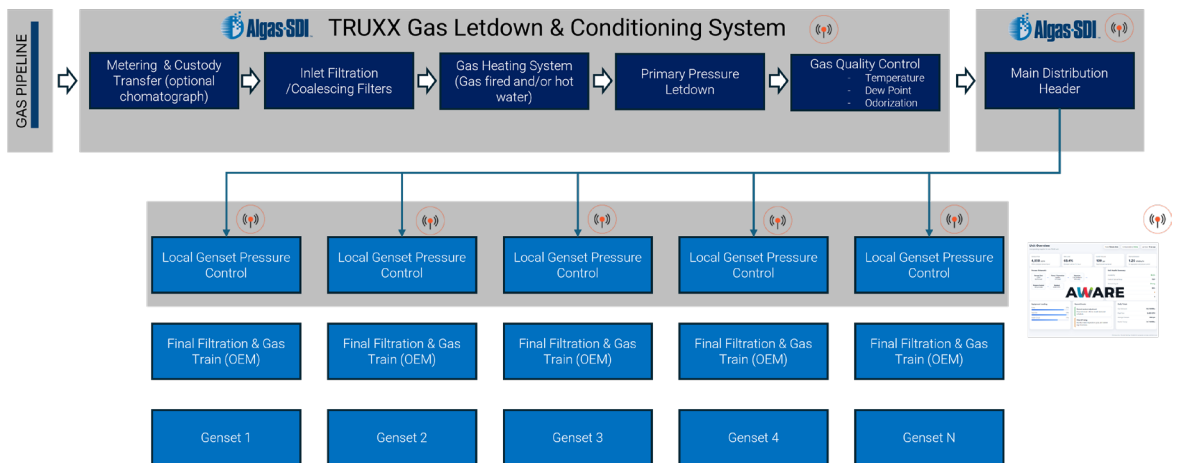 GAS PIPELINE
Algas-SDI
TRUXX Gas Letdown & Conditioning System
Metering & Custody
Transfer (optional
chomatograph)
Inlet Filtration
/Coalescing Filters
Gas Heating System
(Gas fired and/or hot
water)
Primary Pressure
Letdown
Gas Quality Control
- Temperature
- Dew Point
- Odorization
Algas-SDI
Main Distribution
Header
Local Genset Pressure
Control
Local Genset Pressure
Control
Local Genset Pressure
Control
Local Genset Pressure
Control
Local Genset Pressure
Control
AWARE
Final Filtration & Gas
Train (OEM)
Final Filtration & Gas
Train (OEM)
Final Filtration & Gas
Train (OEM)
Final Filtration & Gas
Train (OEM)
Final Filtration & Gas
Train (OEM)
Genset 1
Genset 2
Genset 3
Genset 4
Genset N